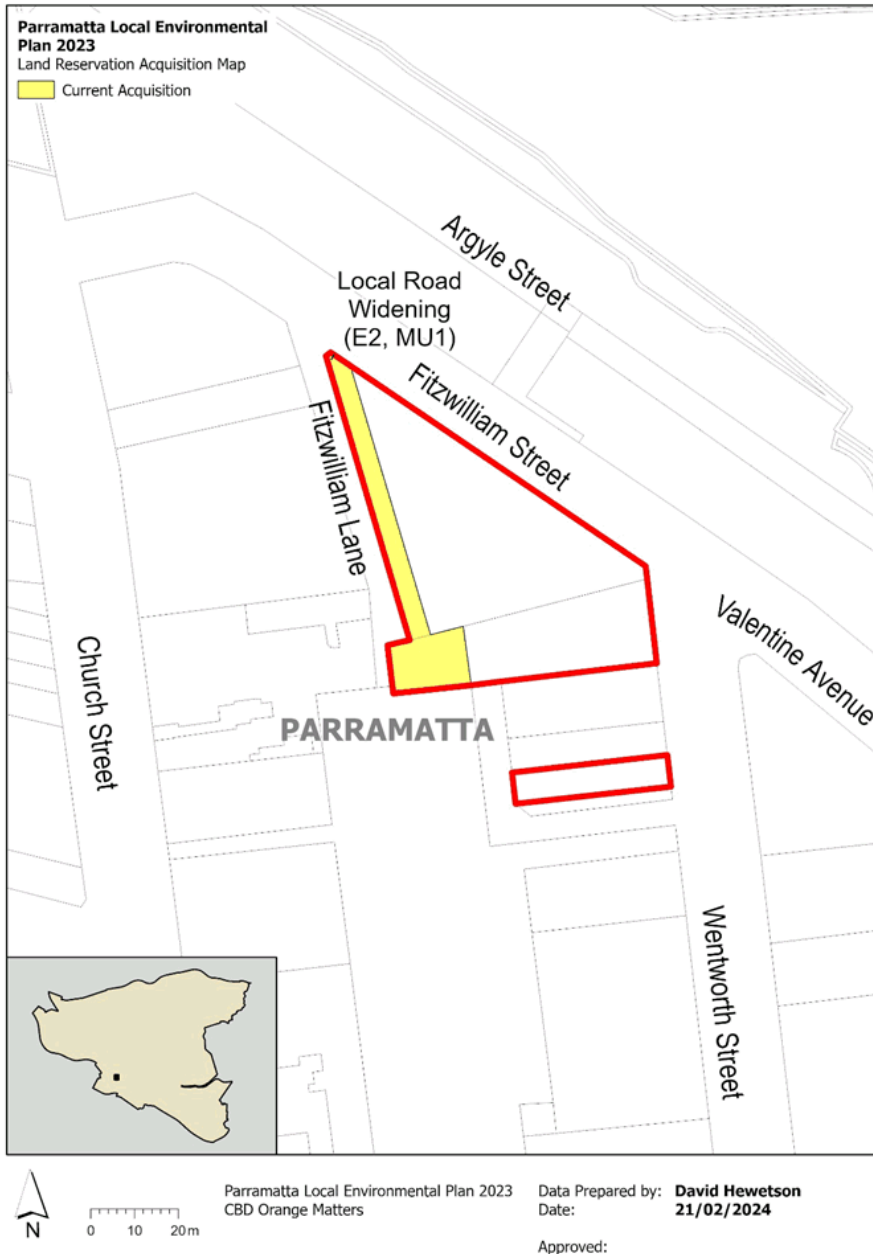 Parramatta Local Environmental
Plan 2023
Land Reservation Acquisition Map
Current Acquisition
Argyle Street
Local Road
Widening
(E2, MU1)
Fitzwilliam Street
Fitzwilliam Lane
Valentine Avenue
Church Street
PARRAMATTA
Wentworth Street
N
0 10 20 m
Parramatta Local Environmental Plan 2023
CBD Orange Matters
Data Prepared by: David Hewetson
Date: 21/02/2024
Approved: